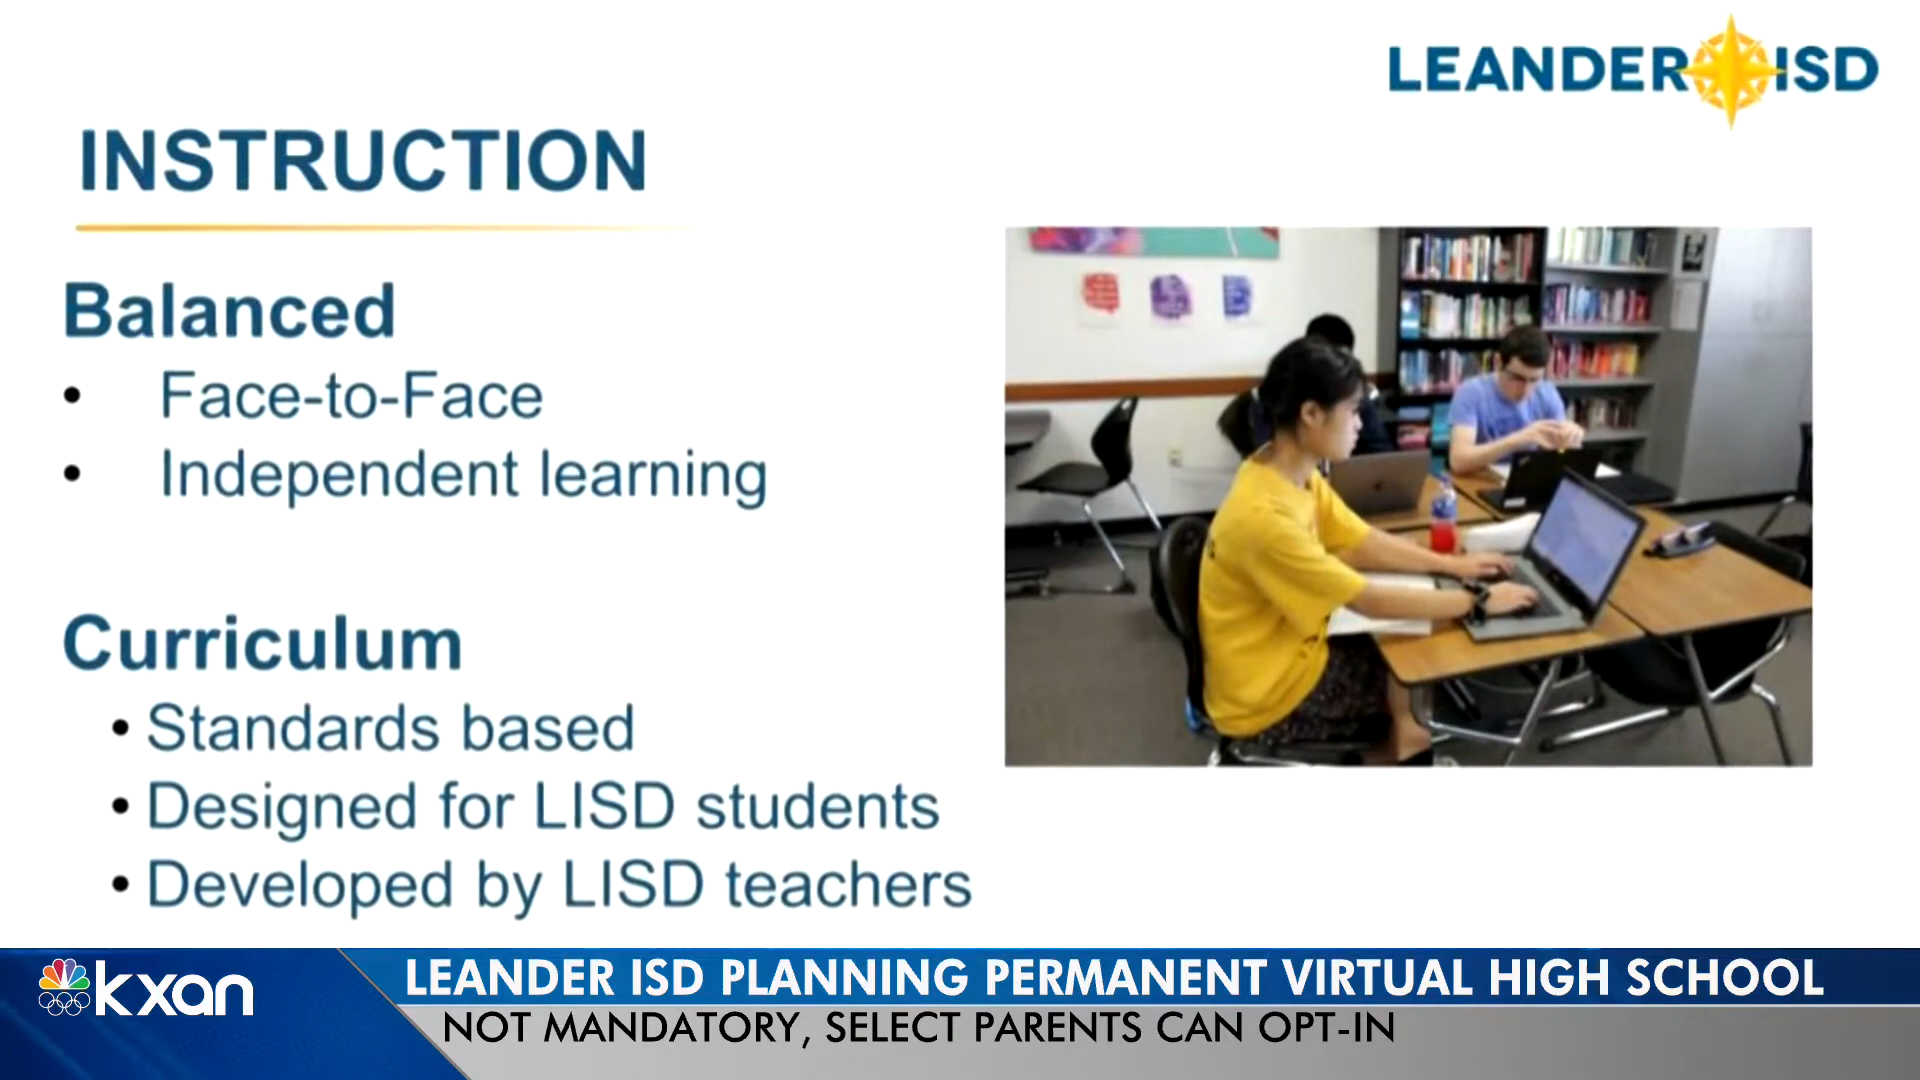 LEANDER ISD
INSTRUCTION
Balanced
• Face-to-Face
• Independent learning
Curriculum
• Standards based
• Designed for LISD students
• Developed by LISD teachers
kxan
LEANDER ISD PLANNING PERMANENT VIRTUAL HIGH SCHOOL
NOT MANDATORY, SELECT PARENTS CAN OPT-IN